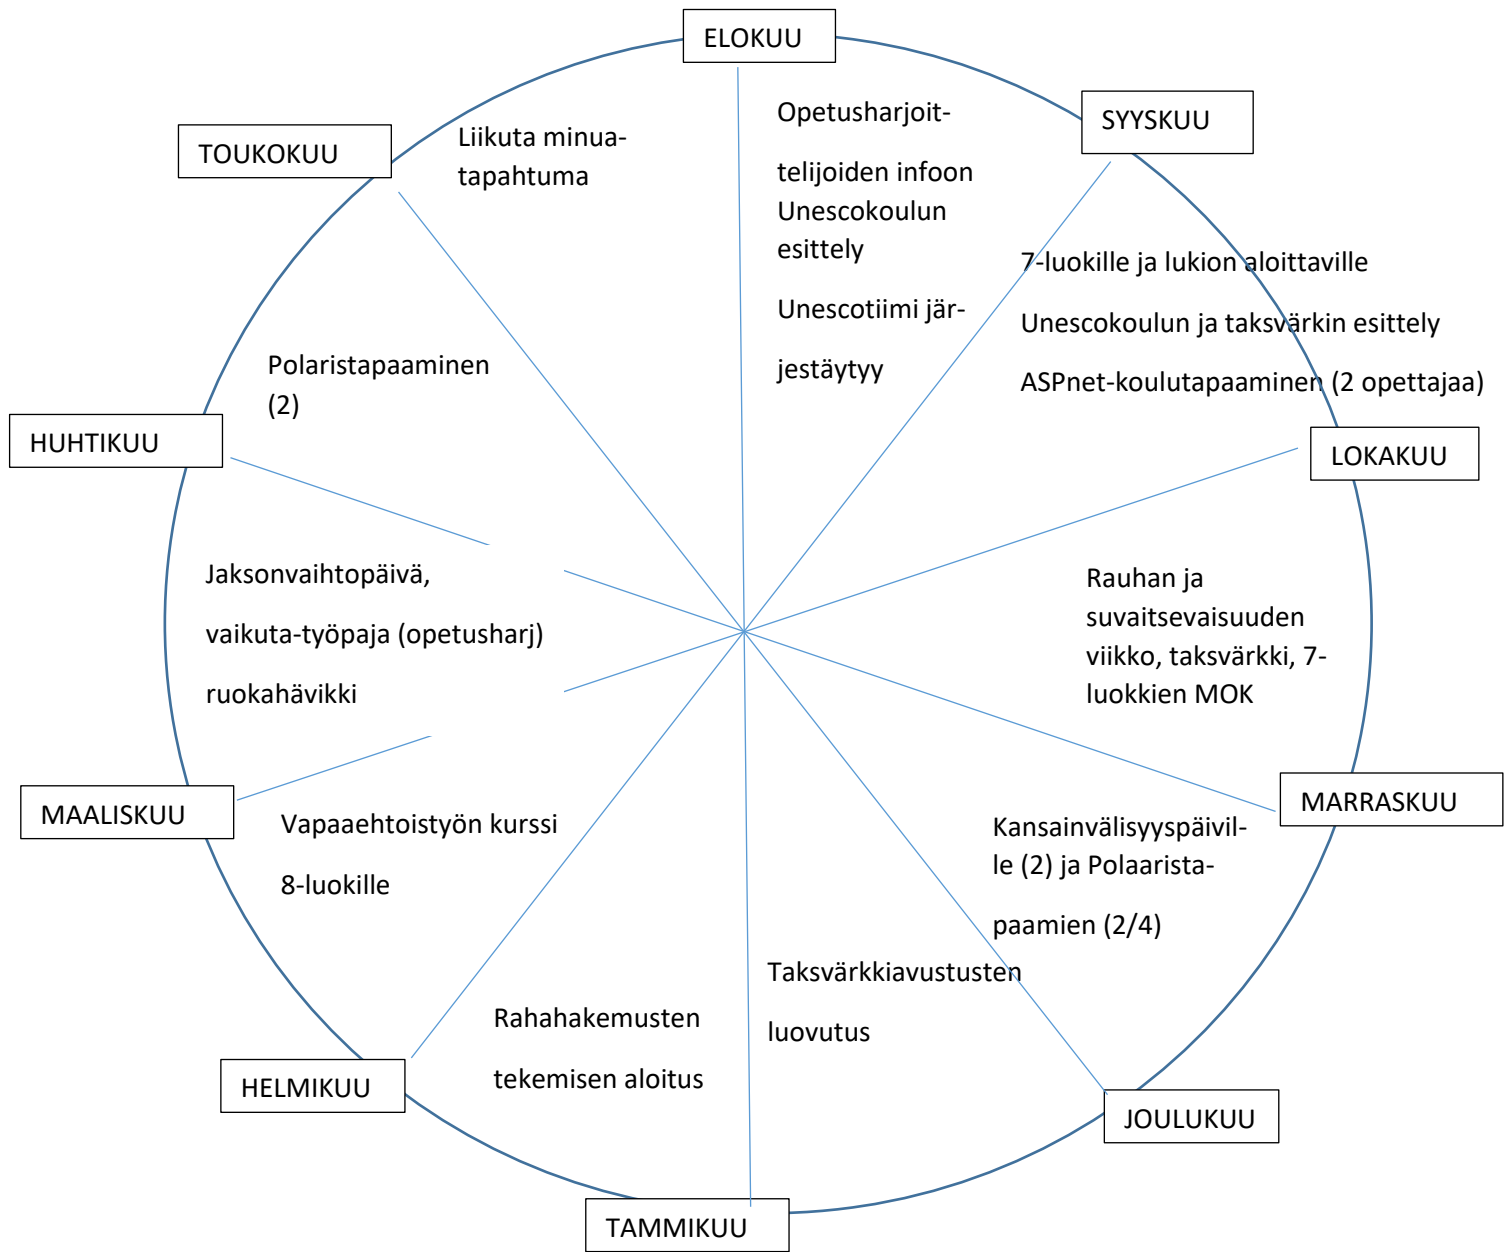 ELOKUU
Opetusharjoit-
telijoiden infoon
Unescokoulun
esittely
Unescotiimi jär-
jestäytyy
SYYSKUU
7-luokille ja lukion aloittaville
Unescokoulun ja taksvärkin esittely
ASPnet-koulutapaaminen (2 opettajaa)
LOKAKUU
Rauhan ja
suvaitsevaisuuden
viikko, taksvärkki, 7-
luokkien MOK
MARRASKUU
Kansainvälisyyspäivil-
le (2) ja Polaarista-
paamien (2/4)
JOULUKUU
Taksvärkkiavustusten
luovutus
TAMMIKUU
Rahahakemusten
tekemisen aloitus
HELMIKUU
Vapaaehtoistyön kurssi
8-luokille
MAALISKUU
Jaksonvaihtopäivä,
vaikuta-työpaja (opetusharj)
ruokahävikki
HUHTIKUU
Polaristapaaminen
(2)
TOUKOKUU
Liikuta minua-
tapahtuma